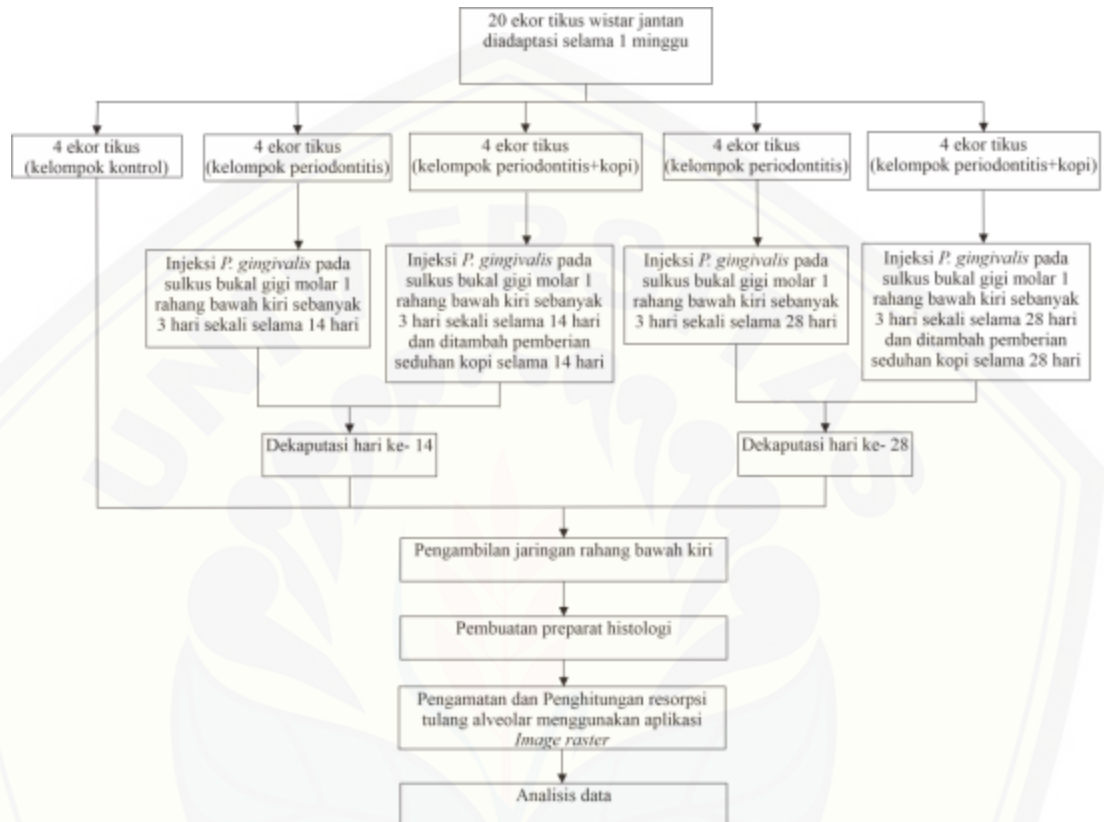 20 ekor tikus wistar jantan
diadaptasi selama 1 minggu
4 ekor tikus
(kelompok kontrol)
4 ekor tikus
(kelompok periodontitis)
4 ekor tikus
(kelompok periodontitis+kopi)
4 ekor tikus
(kelompok periodontitis)
4 ekor tikus
(kelompok periodontitis+kopi)
Injeksi P. gingivalis pada
sulkus bukal gigi molar 1
rahang bawah kiri sebanyak
3 hari sekali selama 14 hari
Injeksi P. gingivalis pada
sulkus bukal gigi molar 1
rahang bawah kiri sebanyak
3 hari sekali selama 14 hari
dan ditambah pemberian
seduhan kopi selama 14 hari
Injeksi P. gingivalis pada
sulkus bukal gigi molar 1
rahang bawah kiri sebanyak
3 hari sekali selama 28 hari
Injeksi P. gingivalis pada
sulkus bukal gigi molar 1
rahang bawah kiri sebanyak
3 hari sekali selama 28 hari
dan ditambah pemberian
seduhan kopi selama 28 hari
Dekaputasi hari ke- 14
Dekaputasi hari ke- 28
Pengambilan jaringan rahang bawah kiri
Pembuatan preparat histologi
Pengamatan dan Penghitungan resorpsi
tulang alveolar menggunakan aplikasi
Image raster
Analisis data
UNIVERSITAS